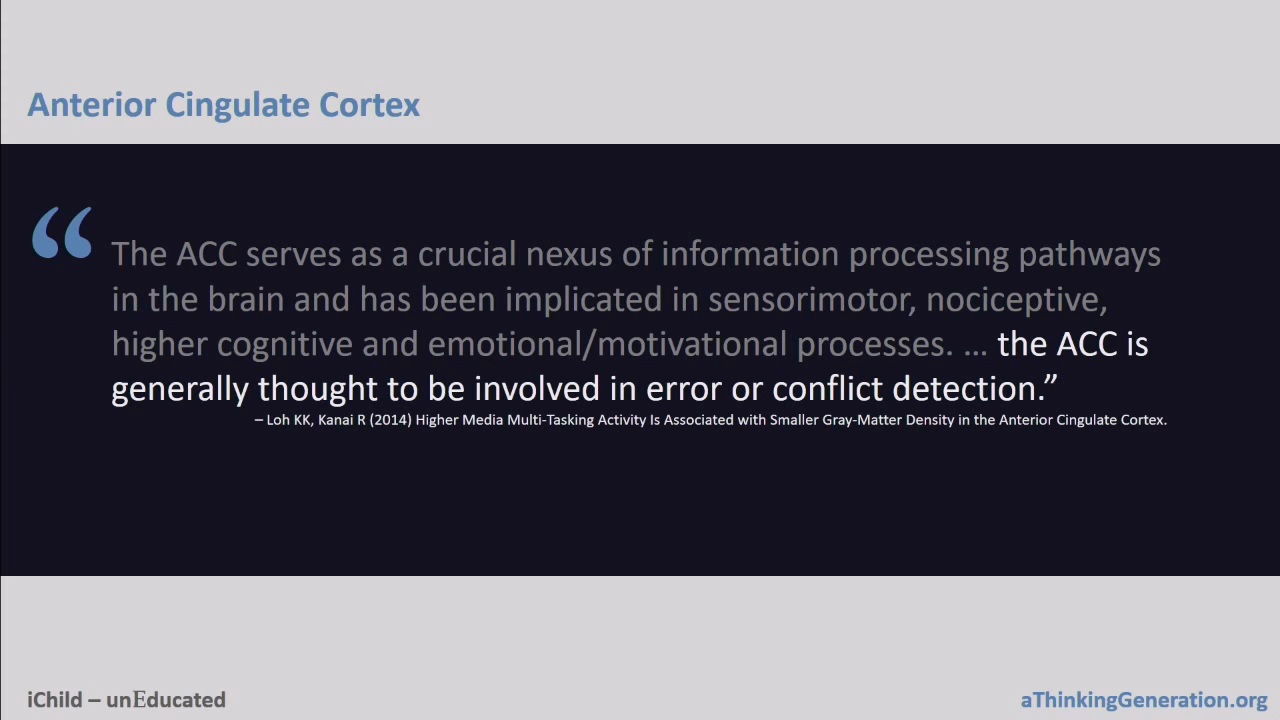 Anterior Cingulate Cortex
“
The ACC serves as a crucial nexus of information processing pathways
in the brain and has been implicated in sensorimotor, nociceptive,
higher cognitive and emotional/motivational processes. … the ACC is
generally thought to be involved in error or conflict detection.”
– Loh KK, Kanai R (2014) Higher Media Multi-Tasking Activity Is Associated with Smaller Gray-Matter Density in the Anterior Cingulate Cortex.
iChild – unEducated
aThinkingGeneration.org